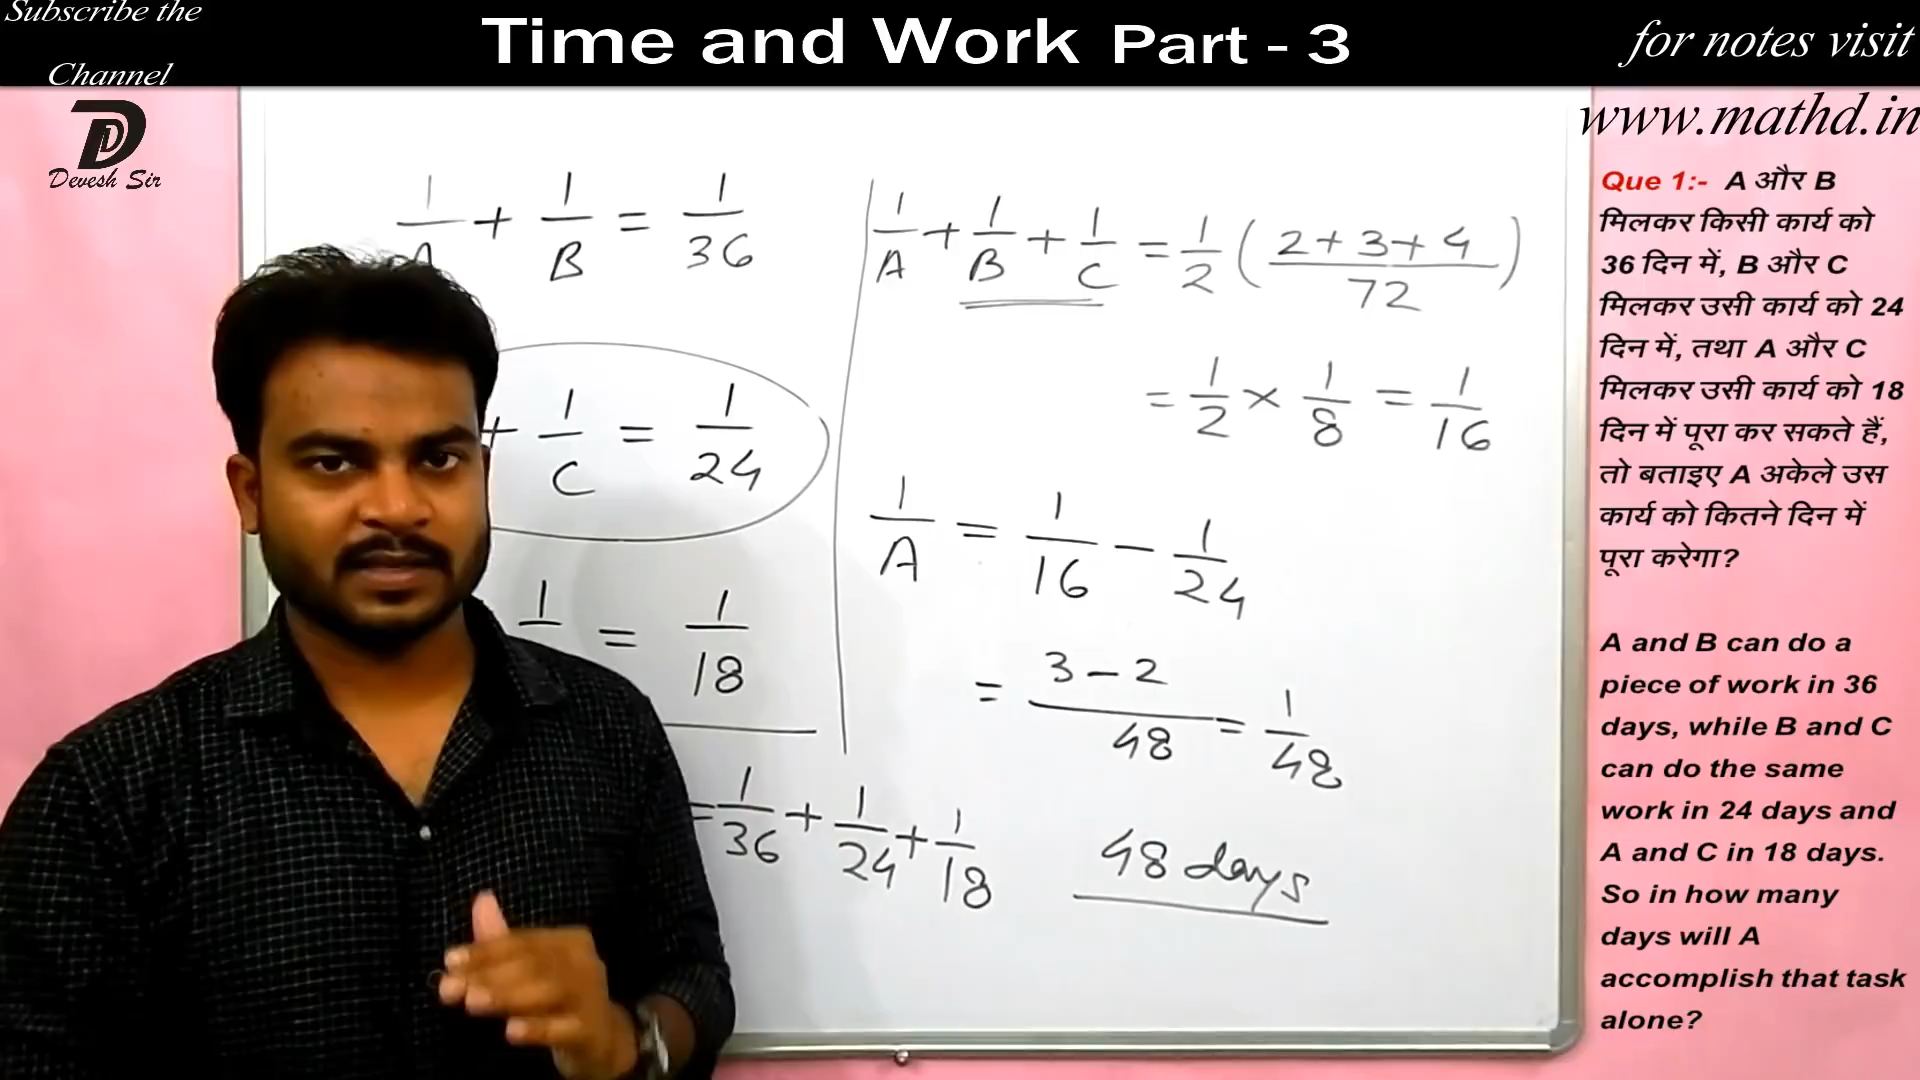 Subscribe the
Channel
Time and Work Part - 3
for notes visit
www.mathd.in
D
Devesh Sir
1/A + 1/B = 1/36
+ 1/C = 1/24
1 = 1/18
= 1/36 + 1/24 + 1/18
1/A + 1/B + 1/C = 1/2 ( (2+3+4)/72 )
= 1/2 × 1/8 = 1/16
1/A = 1/16 - 1/24
= (3-2)/48 = 1/48
48 days
Que 1:- A और B
मिलकर किसी कार्य को
36 दिन में, B और C
मिलकर उसी कार्य को 24
दिन में, तथा A और C
मिलकर उसी कार्य को 18
दिन में पूरा कर सकते हैं,
तो बताइए A अकेले उस
कार्य को कितने दिन में
पूरा करेगा?
A and B can do a
piece of work in 36
days, while B and C
can do the same
work in 24 days and
A and C in 18 days.
So in how many
days will A
accomplish that task
alone?